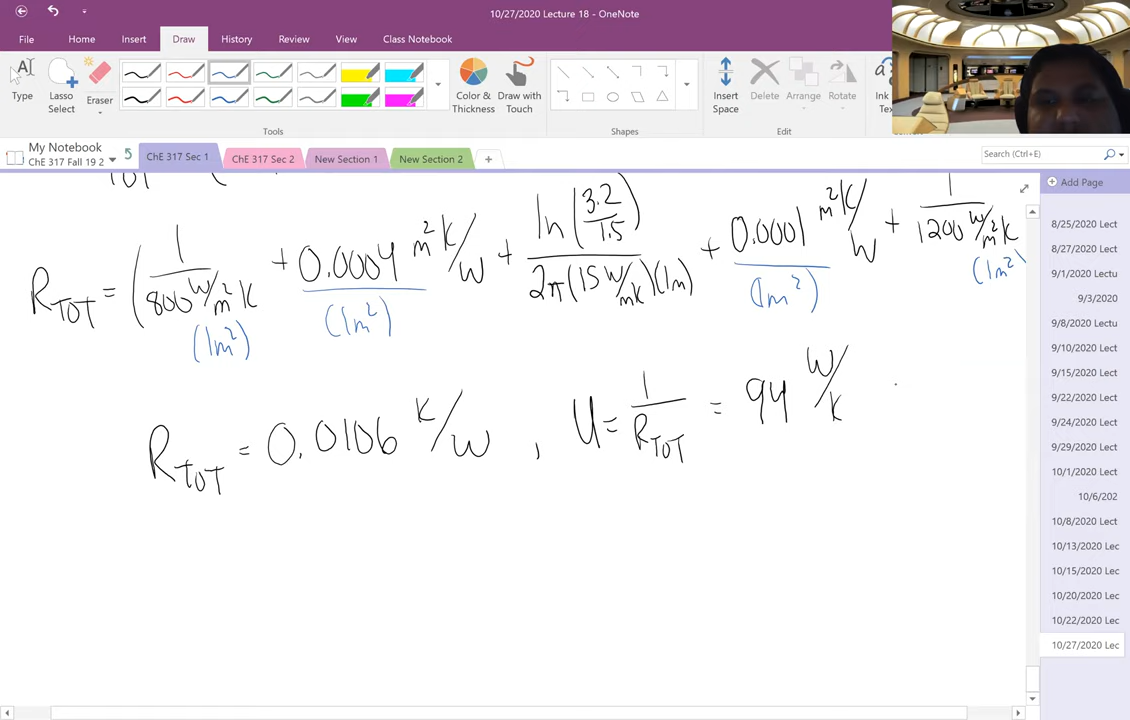 10/27/2020 Lecture 18 - OneNote
File Home Insert Draw History Review View Class Notebook
Type
Lasso Select
Eraser
Color & Thickness
Draw with Touch
Insert Space
Delete
Arrange
Rotate
Tools
Shapes
Edit
My Notebook
ChE 317 Fall 19 2
ChE 317 Sec 1
ChE 317 Sec 2
New Section 1
New Section 2
Search (Ctrl+E)
Add Page
8/25/2020 Lect
8/27/2020 Lect
9/1/2020 Lectu
9/3/2020
9/8/2020 Lectu
9/10/2020 Lect
9/15/2020 Lect
9/22/2020 Lect
9/24/2020 Lect
9/29/2020 Lect
10/1/2020 Lect
10/6/202
10/8/2020 Lect
10/13/2020 Lec
10/15/2020 Lec
10/20/2020 Lec
10/22/2020 Lec
10/27/2020 Lec
R_TOT = ( 1 / 800 W/m²K (1m²) + 0.0004 m²K/W / (1m²) + ln(3.2/1.5) / 2π(15 W/mK)(1m) + 0.0001 m²K/W / (1m²) + 1 / 1200 W/m²K (1m²)
R_TOT = 0.0106 K/W , U = 1/R_TOT = 94 W/K